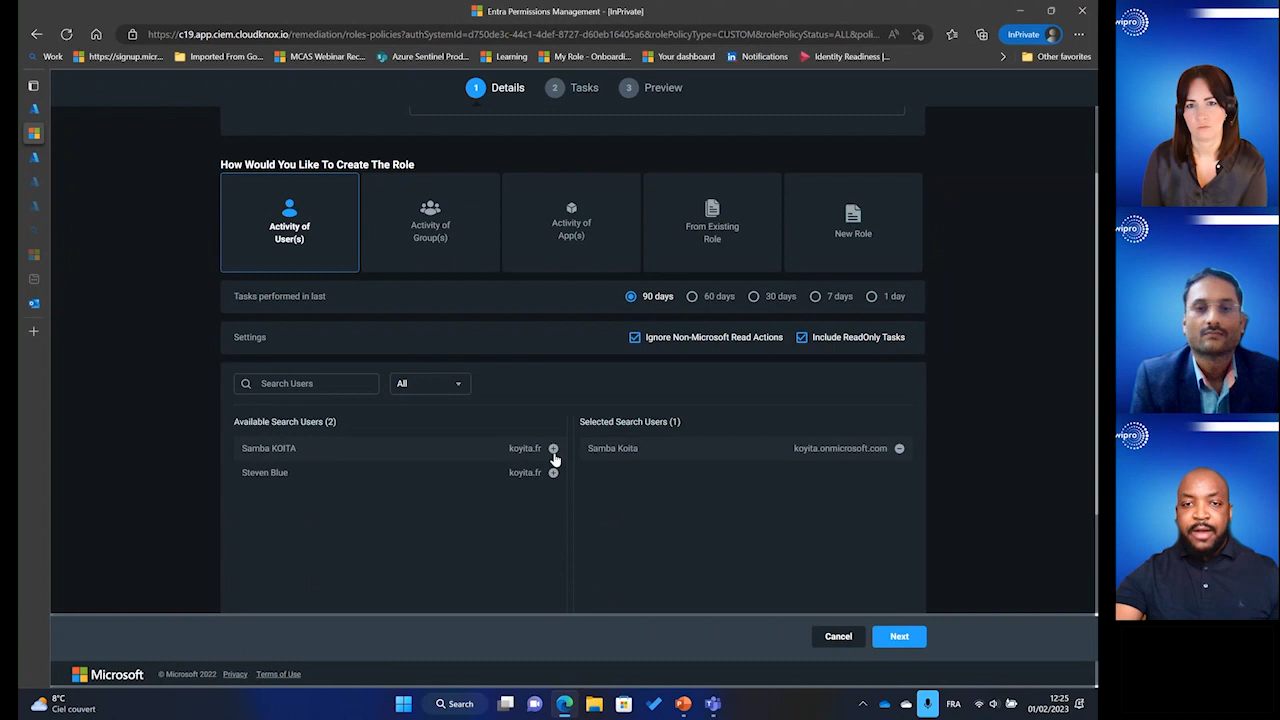 Entra Permissions Management - [InPrivate]
https://c19.app.ciem.cloudknox.io/remediation/roles-policies?authSystemId=d750de3c-44c1-4def-8727-d60eb16405a6&rolePolicyType=CUSTOM&rolePolicyStatus=ALL&poli...
InPrivate
Work
https://signup.micr...
Imported From Go...
MCAS Webinar Rec...
Azure Sentinel Prod...
Learning
My Role - Onboardi...
Your dashboard
Notifications
Identity Readiness |...
Other favorites
1 Details
2 Tasks
3 Preview
How Would You Like To Create The Role
Activity of
User(s)
Activity of
Group(s)
Activity of
App(s)
From Existing
Role
New Role
Tasks performed in last
90 days
60 days
30 days
7 days
1 day
Settings
Ignore Non-Microsoft Read Actions
Include ReadOnly Tasks
Search Users
All
Available Search Users (2)
Selected Search Users (1)
Samba KOITA koyita.fr
Samba Koita koyita.onmicrosoft.com
Steven Blue koyita.fr
Cancel
Next
Microsoft
© Microsoft 2022
Privacy
Terms of Use
8°C
Ciel couvert
Search
FRA
12:25
01/02/2023
wipro
wipro
wipro